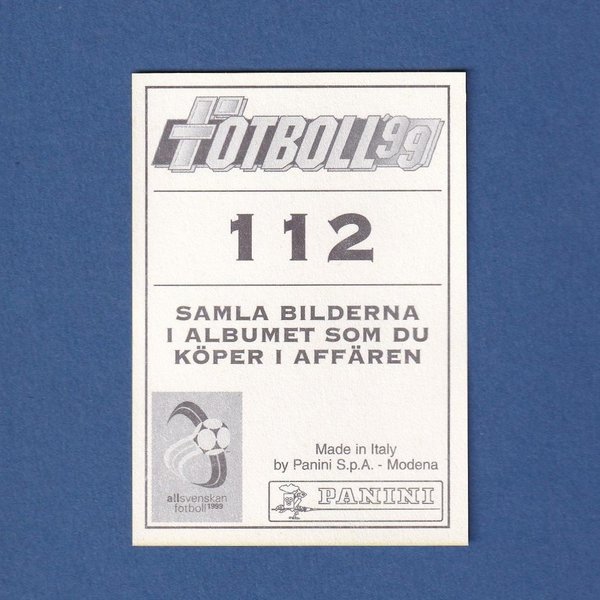 FOTBOLL'99
112
SAMLA BILDERNA
I ALBUMET SOM DU
KÖPER I AFFÄREN
Made in Italy
by Panini S.p.A. - Modena
allsvenskan
fotboll 1999
PANINI